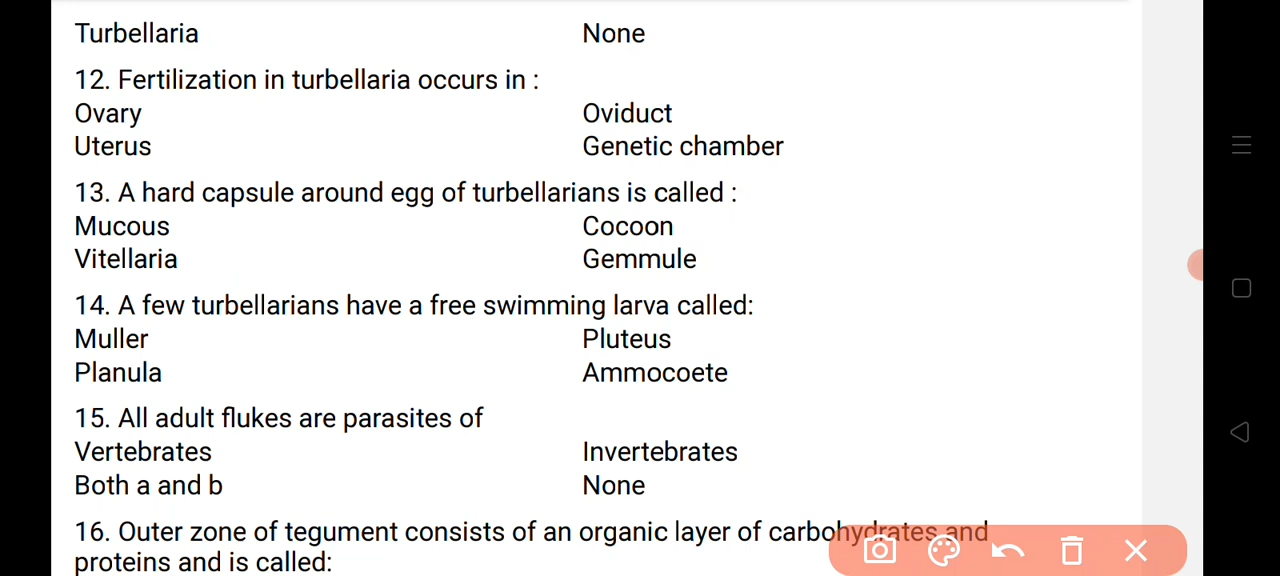 Turbellaria None
12. Fertilization in turbellaria occurs in :
Ovary Oviduct
Uterus Genetic chamber
13. A hard capsule around egg of turbellarians is called :
Mucous Cocoon
Vitellaria Gemmule
14. A few turbellarians have a free swimming larva called:
Muller Pluteus
Planula Ammocoete
15. All adult flukes are parasites of
Vertebrates Invertebrates
Both a and b None
16. Outer zone of tegument consists of an organic layer of carbohydrates and
proteins and is called: